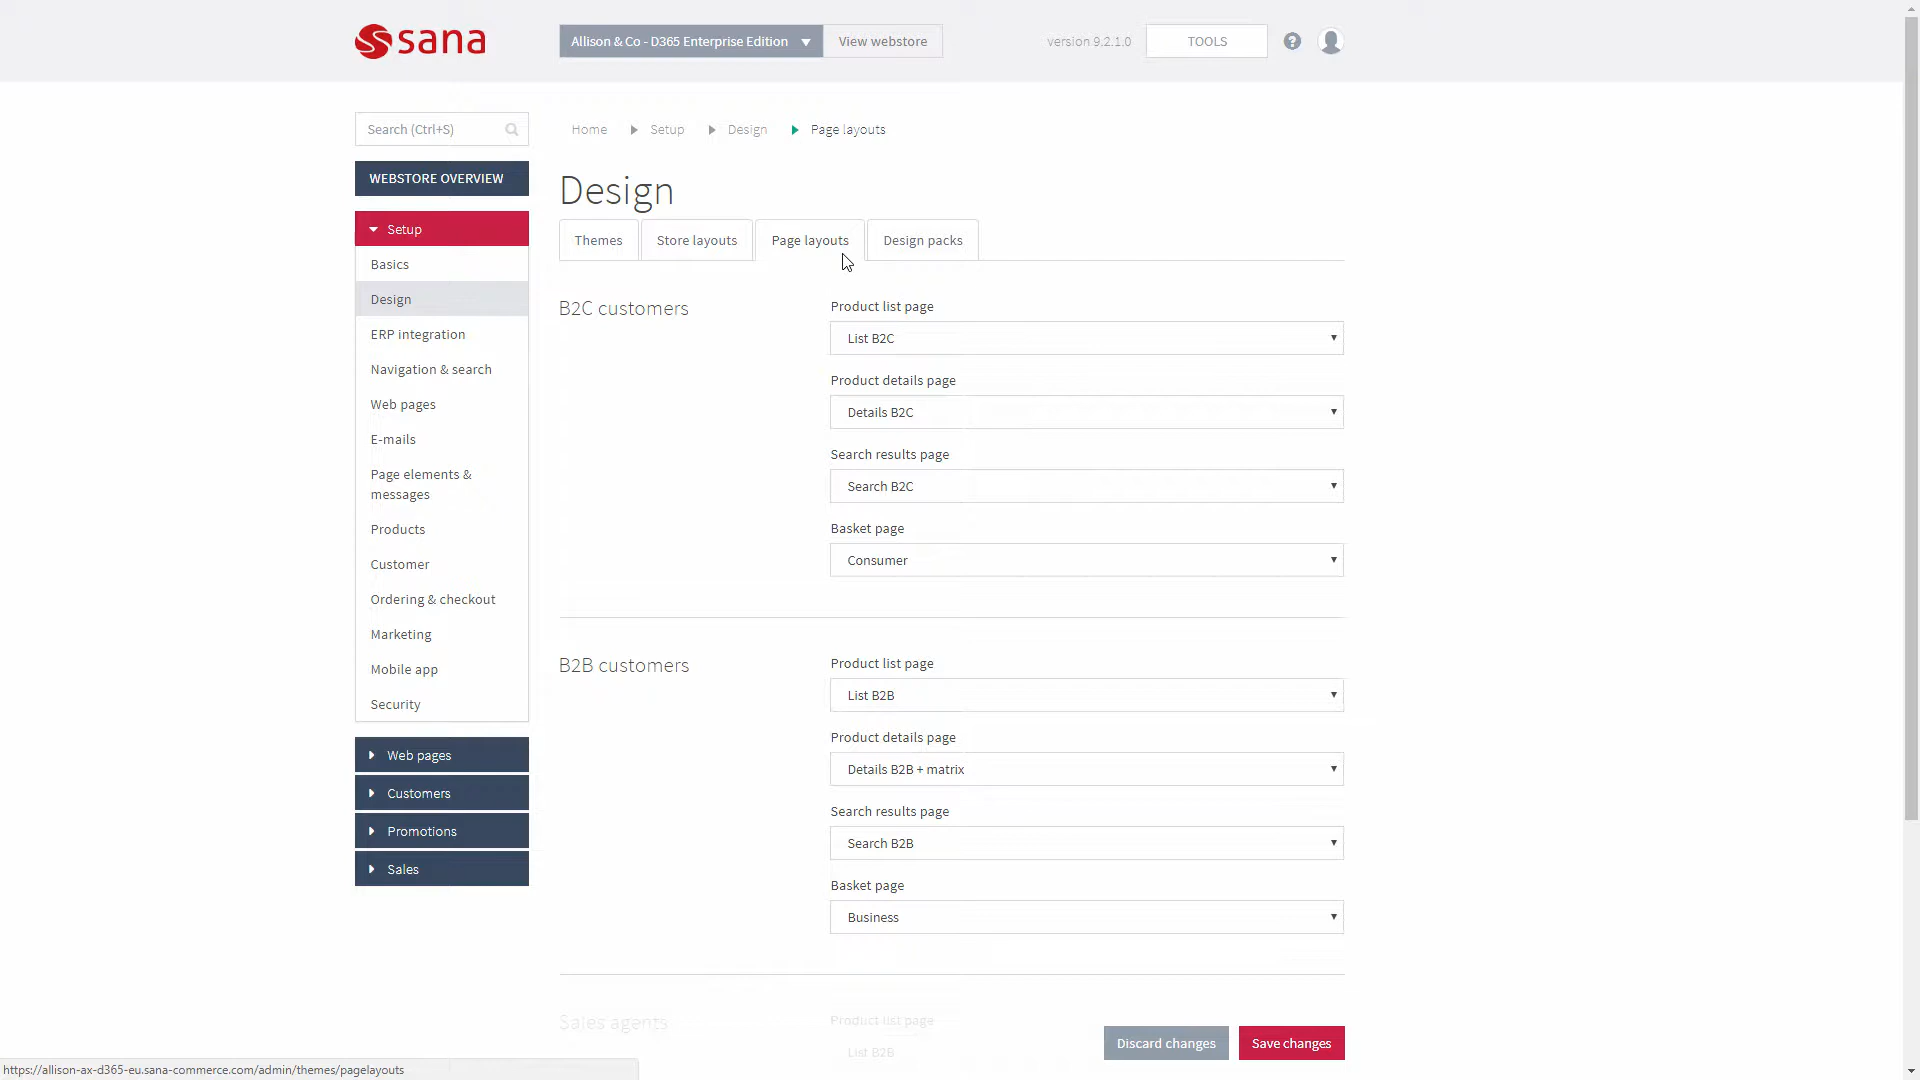 sana
Allison & Co - D365 Enterprise Edition
View webstore
version 9.2.1.0
TOOLS
Search (Ctrl+S)
Home
Setup
Design
Page layouts
WEBSTORE OVERVIEW
Design
Themes
Store layouts
Page layouts
Design packs
Setup
Basics
Design
ERP integration
Navigation & search
Web pages
E-mails
Page elements &
messages
Products
Customer
Ordering & checkout
Marketing
Mobile app
Security
Web pages
Customers
Promotions
Sales
B2C customers
Product list page
List B2C
Product details page
Details B2C
Search results page
Search B2C
Basket page
Consumer
B2B customers
Product list page
List B2B
Product details page
Details B2B + matrix
Search results page
Search B2B
Basket page
Business
Sales agents
Product list page
List B2B
Discard changes
Save changes
https://allison-ax-d365-eu.sana-commerce.com/admin/themes/pagelayouts